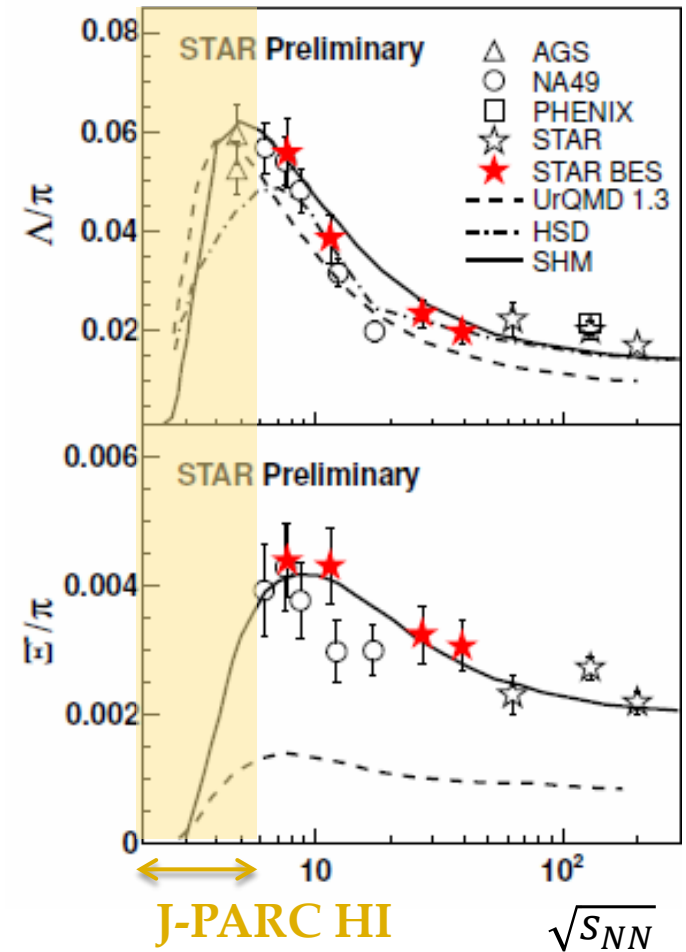 0.08
STAR Preliminary
AGS
NA49
PHENIX
STAR
STAR BES
UrQMD 1.3
HSD
SHM
0.06
0.04
0.02
Λ/π
0.006
STAR Preliminary
0.004
0.002
0
Ξ/π
10
10²
J-PARC HI
√s_NN